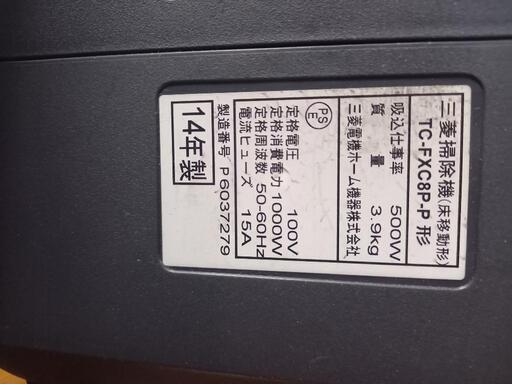 三菱掃除機(床移動形)
TC-FXC8P-P 形
吸込仕事率 500W
質 量 3.9kg
三菱電機ホーム機器株式会社
PS
E
定格電圧 100V
定格消費電力 1000W
定格周波数 50-60Hz
電流ヒューズ 15A
14年製
製造番号 P6037279